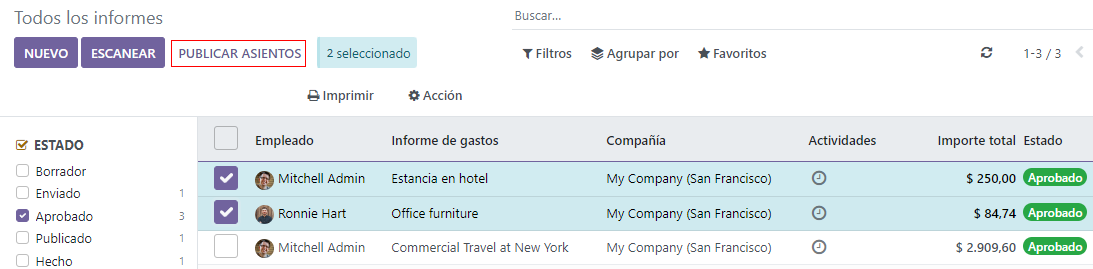 Todos los informes
Buscar...
NUEVO ESCANEAR PUBLICAR ASIENTOS 2 seleccionado
Filtros Agrupar por Favoritos 1-3 / 3
Imprimir Acción
ESTADO
Borrador
Enviado 1
Aprobado 3
Publicado 1
Hecho 1
Empleado Informe de gastos Compañía Actividades Importe total Estado
Mitchell Admin Estancia en hotel My Company (San Francisco) $ 250,00 Aprobado
Ronnie Hart Office furniture My Company (San Francisco) $ 84,74 Aprobado
Mitchell Admin Commercial Travel at New York My Company (San Francisco) $ 2.909,60 Aprobado